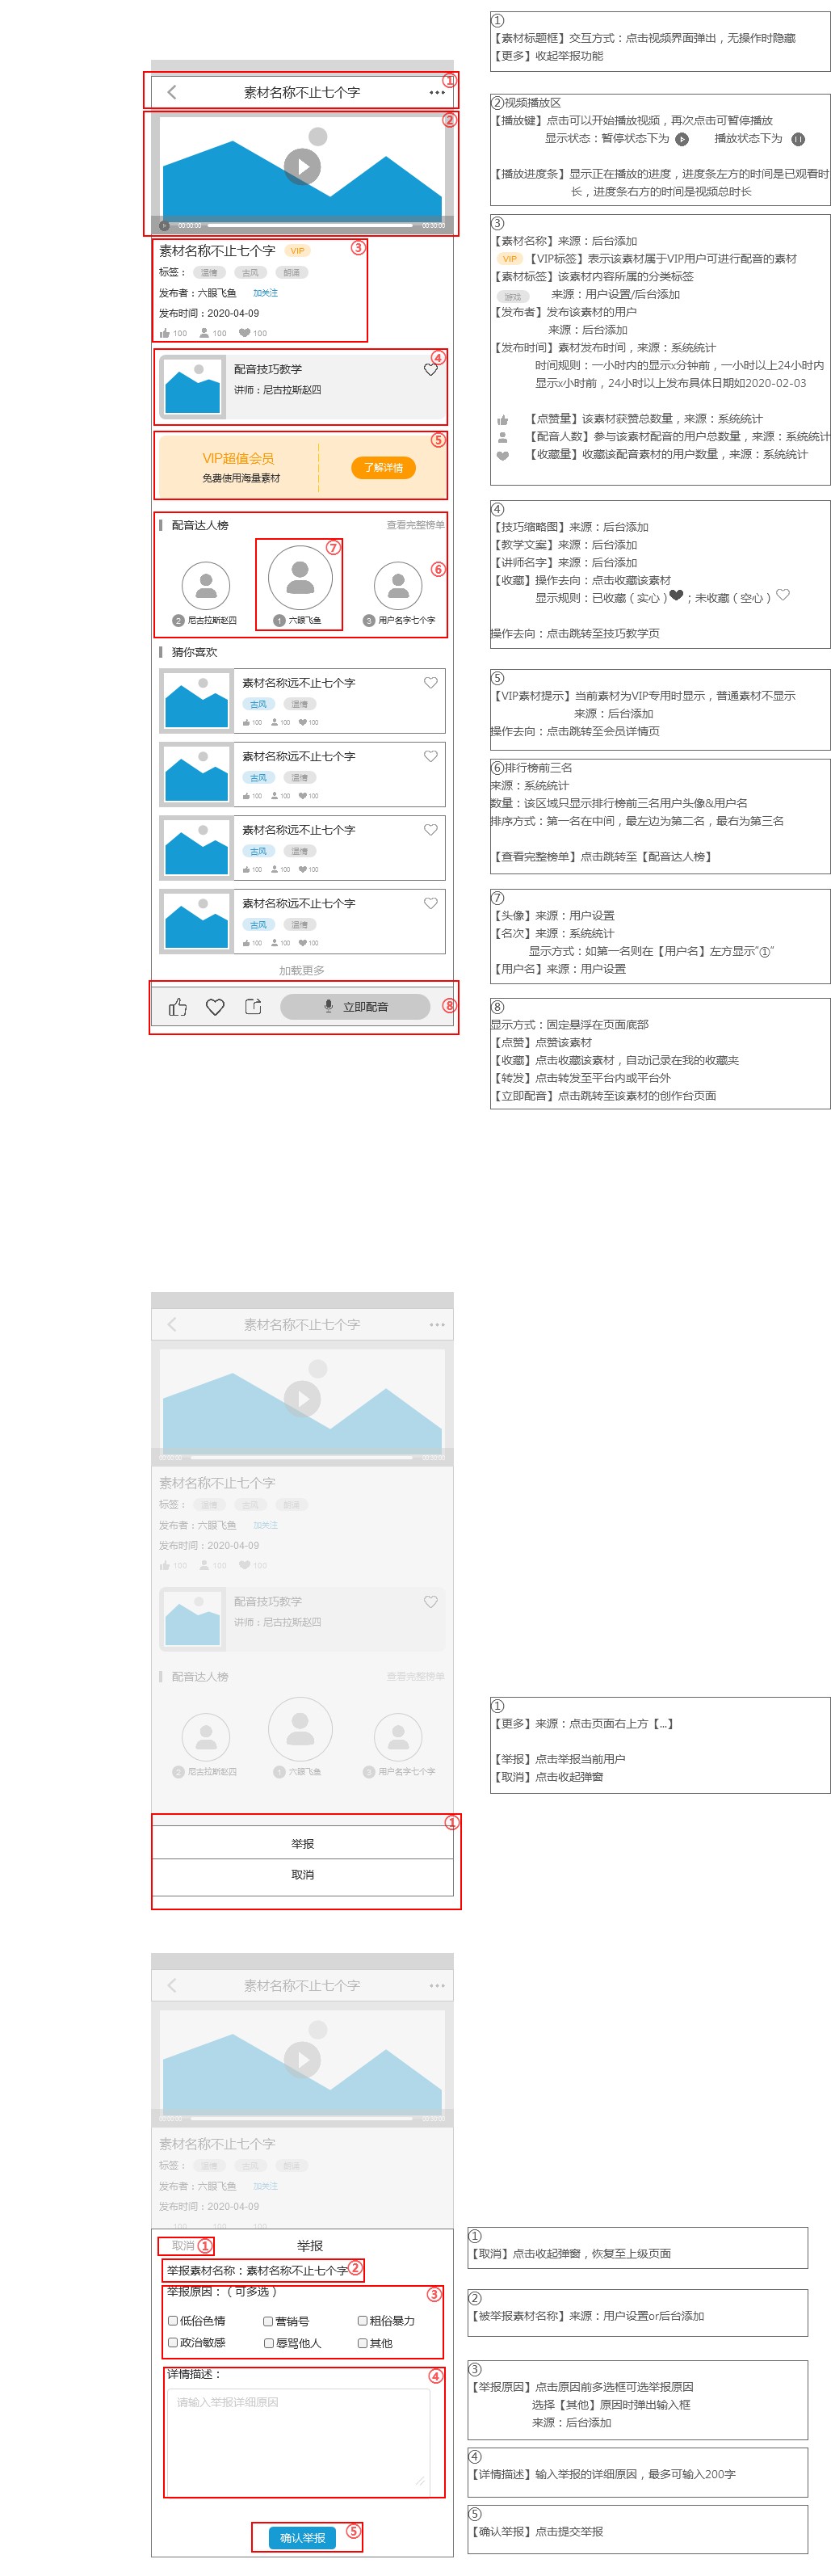 ①
【素材标题框】交互方式：点击视频界面弹出，无操作时隐藏
【更多】收起举报功能
素材名称不止七个字
①
②
00:00:00
00:30:00
②视频播放区
【播放键】点击可以开始播放视频，再次点击可暂停播放
显示状态：暂停状态下为 播放状态下为
【播放进度条】显示正在播放的进度，进度条左方的时间是已观看时
长，进度条右方的时间是视频总时长
素材名称不止七个字 VIP ③
标签： 温情 古风 朗诵
发布者：六眼飞鱼 加关注
发布时间：2020-04-09
100 100 100
③
【素材名称】来源：后台添加
VIP 【VIP标签】表示该素材属于VIP用户可进行配音的素材
【素材标签】该素材内容所属的分类标签
游戏 来源：用户设置/后台添加
【发布者】发布该素材的用户
来源：后台添加
【发布时间】素材发布时间，来源：系统统计
时间规则：一小时内的显示x分钟前，一小时以上24小时内
显示x小时前，24小时以上发布具体日期如2020-02-03
【点赞量】该素材获赞总数量，来源：系统统计
【配音人数】参与该素材配音的用户总数量，来源：系统统计
【收藏量】收藏该配音素材的用户数量，来源：系统统计
④
配音技巧教学
讲师：尼古拉斯赵四
⑤
VIP超值会员
免费使用海量素材
了解详情
④
【技巧缩略图】来源：后台添加
【教学文案】来源：后台添加
【讲师名字】来源：后台添加
【收藏】操作去向：点击收藏该素材
显示规则：已收藏（实心） ；未收藏（空心）
操作去向：点击跳转至技巧教学页
配音达人榜 查看完整榜单
⑦
⑥
2 尼古拉斯赵四 1 六眼飞鱼 3 用户名字七个字
⑤
【VIP素材提示】当前素材为VIP专用时显示，普通素材不显示
来源：后台添加
操作去向：点击跳转至会员详情页
猜你喜欢
素材名称远不止七个字
古风 温情
100 100 100
素材名称远不止七个字
古风 温情
100 100 100
素材名称远不止七个字
古风 温情
100 100 100
素材名称远不止七个字
古风 温情
100 100 100
加载更多
立即配音 ⑧
⑥排行榜前三名
来源：系统统计
数量：该区域只显示排行榜前三名用户头像&用户名
排序方式：第一名在中间，最左边为第二名，最右为第三名
【查看完整榜单】点击跳转至【配音达人榜】
⑦
【头像】来源：用户设置
【名次】来源：系统统计
显示方式：如第一名则在【用户名】左方显示“①”
【用户名】来源：用户设置
⑧
显示方式：固定悬浮在页面底部
【点赞】点赞该素材
【收藏】点击收藏该素材，自动记录在我的收藏夹
【转发】点击转发至平台内或平台外
【立即配音】点击跳转至该素材的创作台页面
素材名称不止七个字
00:00:00
00:30:00
素材名称不止七个字
标签： 温情 古风 朗诵
发布者：六眼飞鱼 加关注
发布时间：2020-04-09
100 100 100
配音技巧教学
讲师：尼古拉斯赵四
配音达人榜 查看完整榜单
2 尼古拉斯赵四 1 六眼飞鱼 3 用户名字七个字
①
举报
取消
①
【更多】来源：点击页面右上方【...】
【举报】点击举报当前用户
【取消】点击收起弹窗
素材名称不止七个字
00:00:00
00:30:00
素材名称不止七个字
标签： 温情 古风 朗诵
发布者：六眼飞鱼 加关注
发布时间：2020-04-09
100 100 100
取消 ① 举报
举报素材名称：素材名称不止七个字 ②
举报原因：（可多选） ③
低俗色情 营销号 粗俗暴力
政治敏感 辱骂他人 其他
详情描述： ④
请输入举报详细原因
确认举报 ⑤
①
【取消】点击收起弹窗，恢复至上级页面
②
【被举报素材名称】来源：用户设置or后台添加
③
【举报原因】点击原因前多选框可选举报原因
选择【其他】原因时弹出输入框
来源：后台添加
④
【详情描述】输入举报的详细原因，最多可输入200字
⑤
【确认举报】点击提交举报